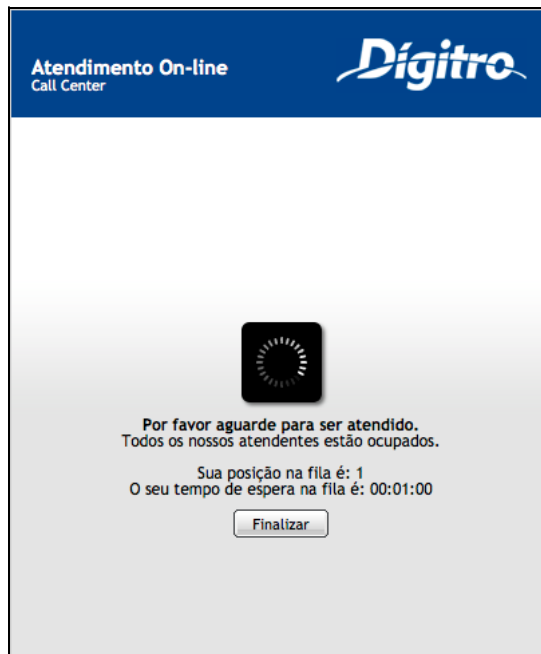 Atendimento On-line
Call Center
Dígitro
Por favor aguarde para ser atendido.
Todos os nossos atendentes estão ocupados.
Sua posição na fila é: 1
O seu tempo de espera na fila é: 00:01:00
Finalizar